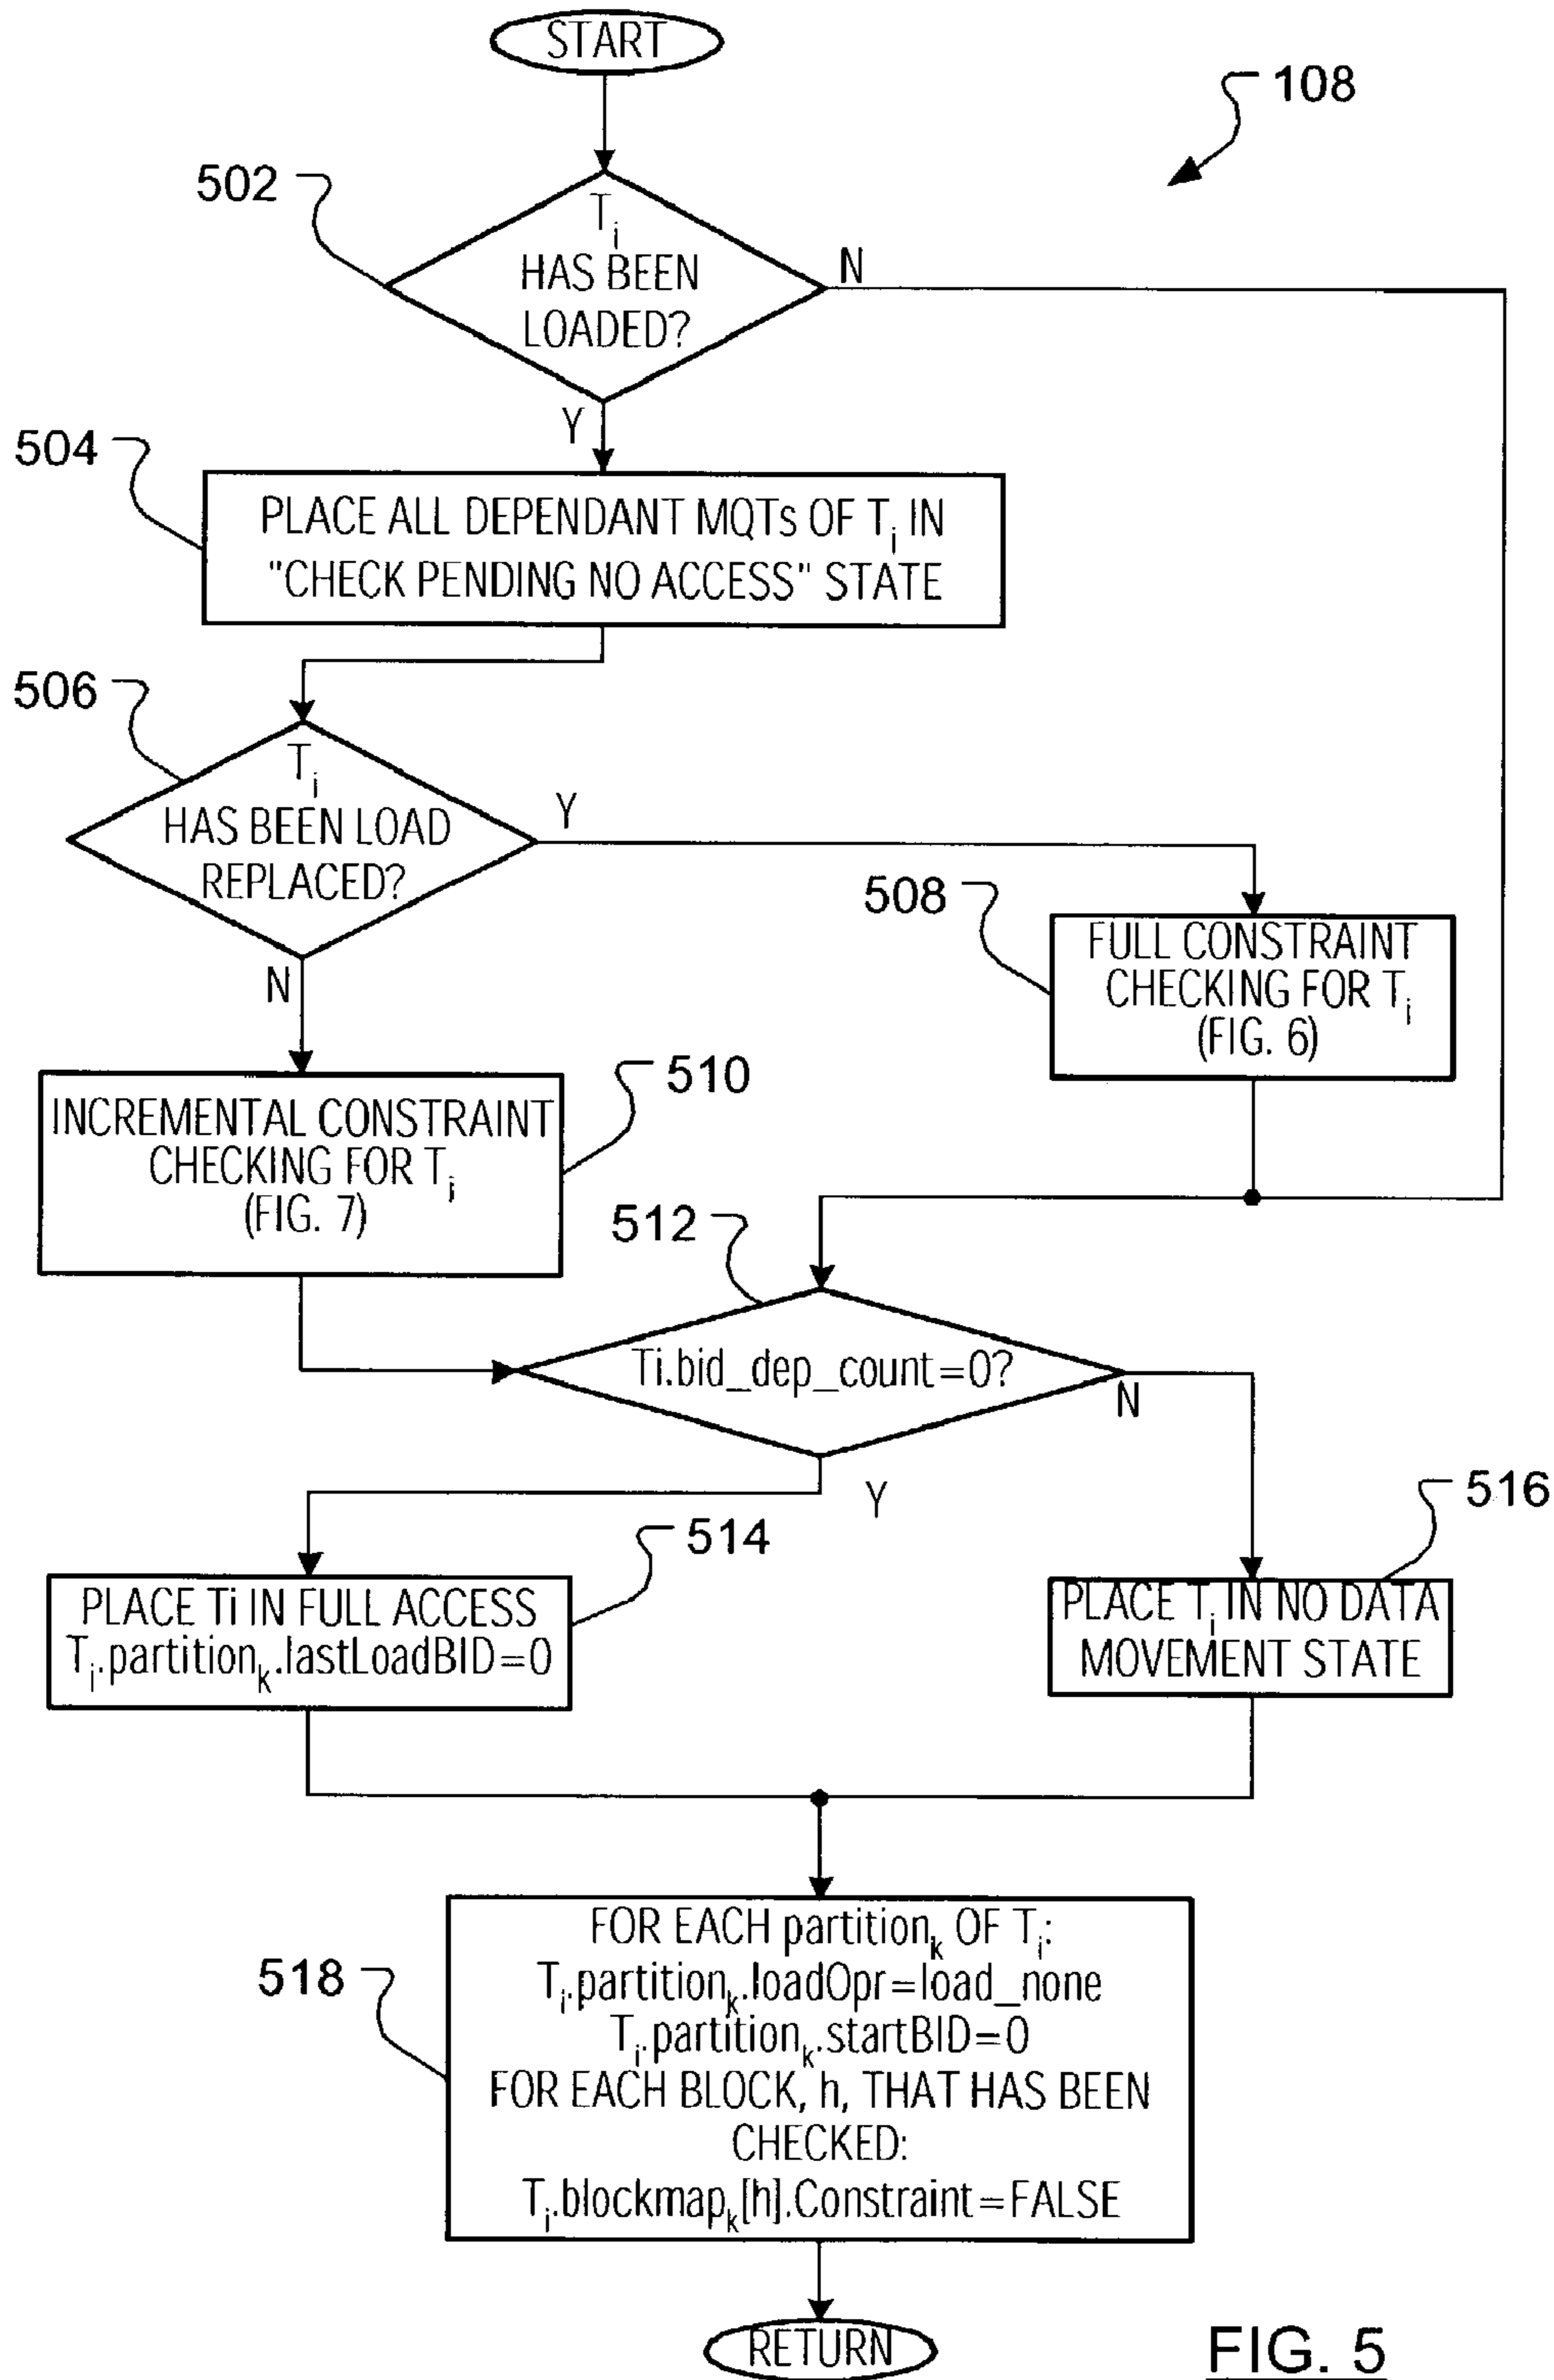 START
108
502
T_i
HAS BEEN
LOADED?
N
Y
504
PLACE ALL DEPENDANT MQTs OF T_i IN
"CHECK PENDING NO ACCESS" STATE
506
T_i
HAS BEEN LOAD
REPLACED?
Y
N
508
FULL CONSTRAINT
CHECKING FOR T_i
(FIG. 6)
510
INCREMENTAL CONSTRAINT
CHECKING FOR T_i
(FIG. 7)
512
Ti.bid_dep_count=0?
N
Y
514
PLACE Ti IN FULL ACCESS
T_i.partition_k.lastLoadBID=0
516
PLACE T_i IN NO DATA
MOVEMENT STATE
518
FOR EACH partition_k OF T_i:
T_i.partition_k.loadOpr=load_none
T_i.partition_k.startBID=0
FOR EACH BLOCK, h, THAT HAS BEEN
CHECKED:
T_i.blockmap_k[h].Constraint=FALSE
RETURN
FIG. 5